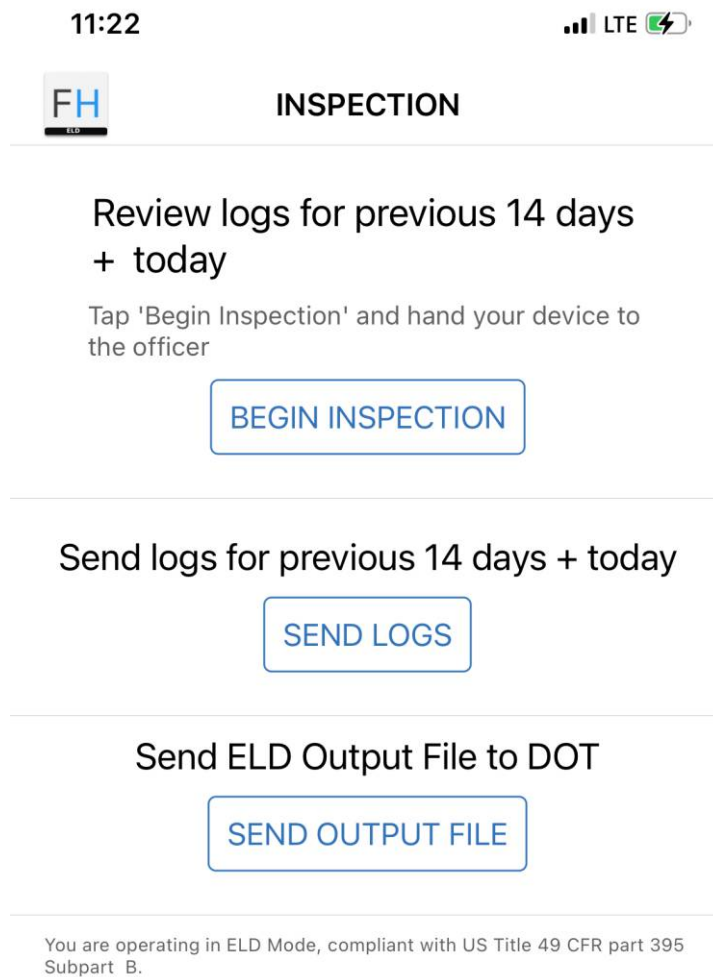 11:22
LTE
FH
ELD
INSPECTION
Review logs for previous 14 days
+ today
Tap 'Begin Inspection' and hand your device to
the officer
BEGIN INSPECTION
Send logs for previous 14 days + today
SEND LOGS
Send ELD Output File to DOT
SEND OUTPUT FILE
You are operating in ELD Mode, compliant with US Title 49 CFR part 395
Subpart B.